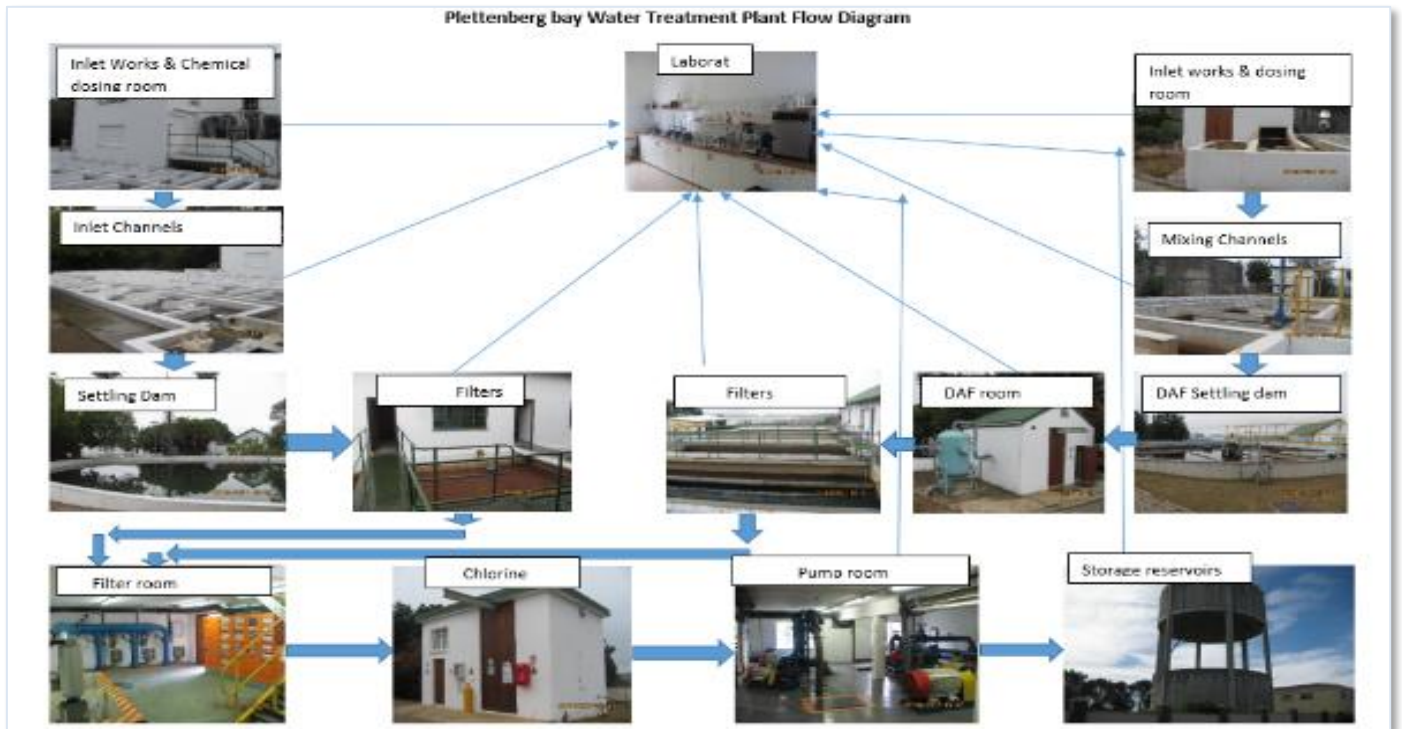 Plettenberg bay Water Treatment Plant Flow Diagram
Inlet Works & Chemical
dosing room
Laborat
Inlet works & dosing
room
Inlet Channels
Mixing Channels
Settling Dam
Filters
Filters
DAF room
DAF Settling dam
Filter room
Chlorine
Pump room
Storage reservoirs